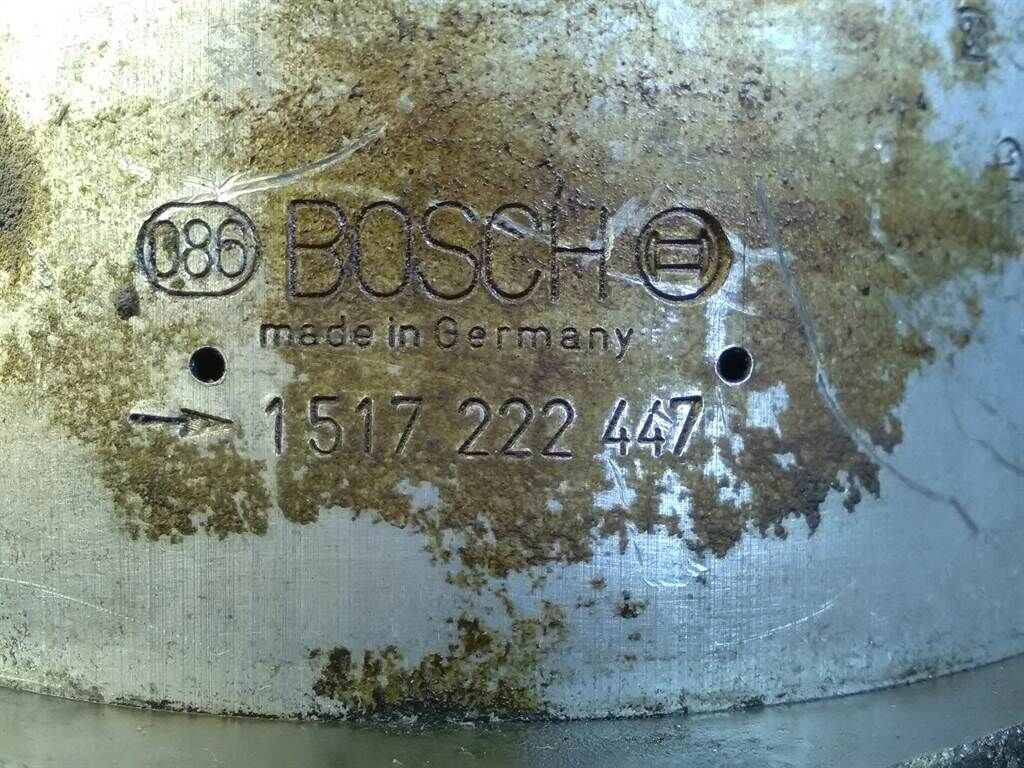 086 BOSCH
made in Germany
→ 1517 222 447